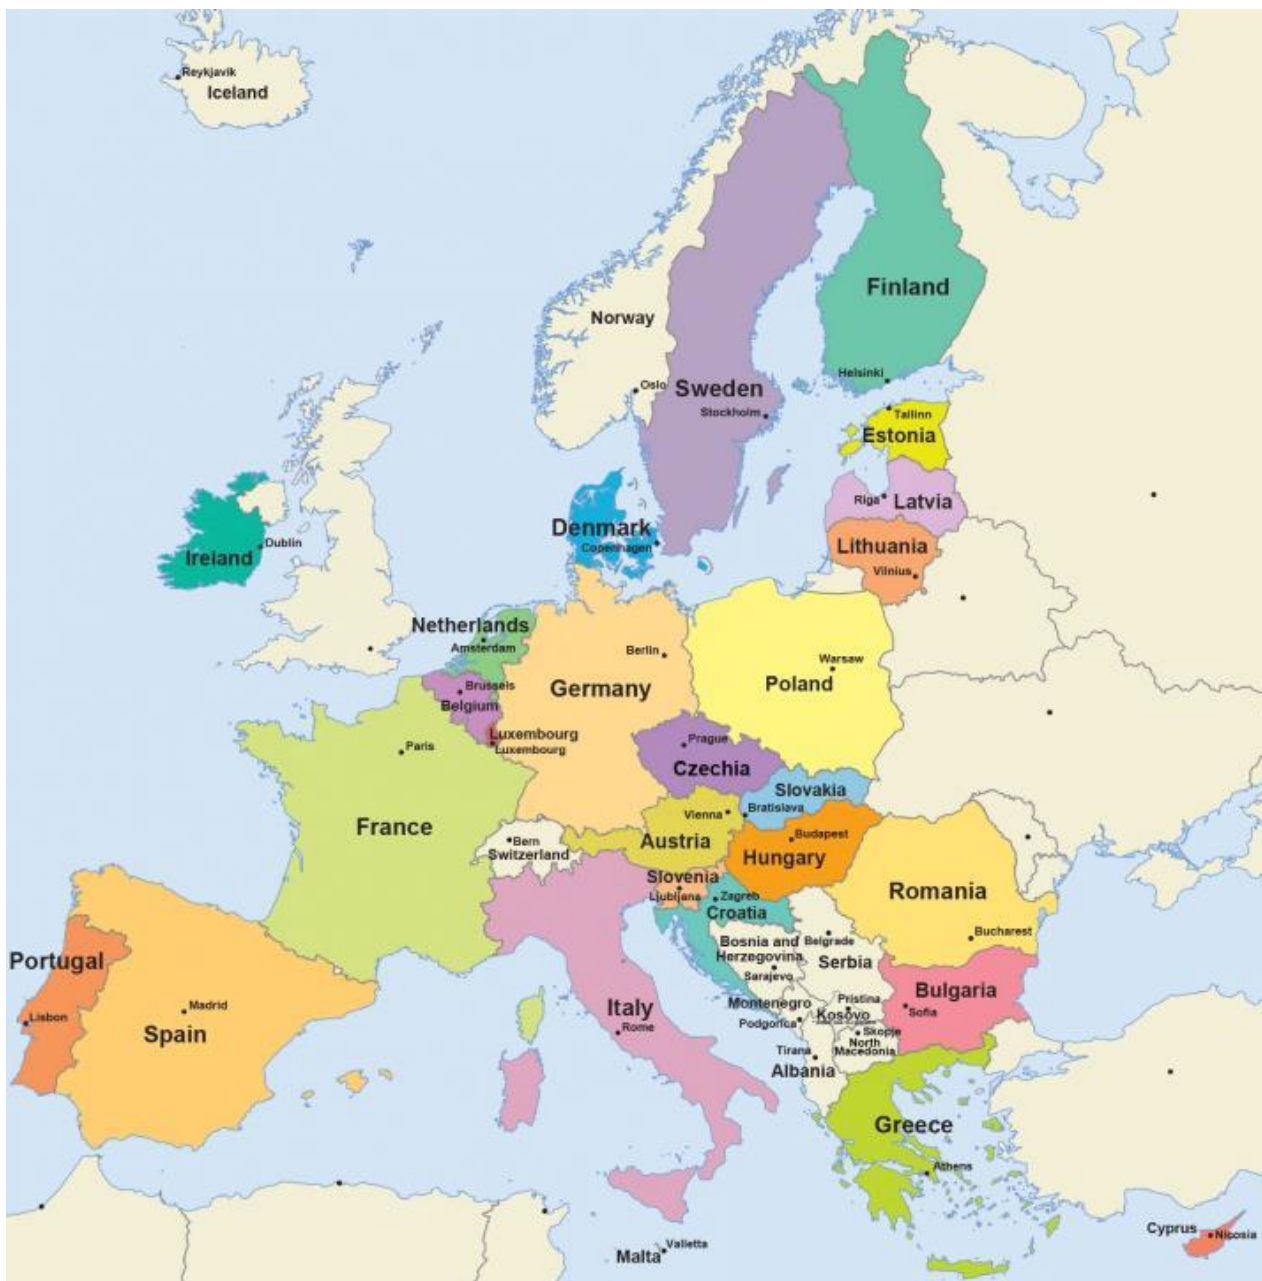 Reykjavik
Iceland
Finland
Norway
Helsinki
Oslo
Sweden
Stockholm
Tallinn
Estonia
Riga
Latvia
Denmark
Copenhagen
Dublin
Ireland
Lithuania
Vilnius
Netherlands
Amsterdam
Berlin
Warsaw
Brussels
Belgium
Germany
Poland
Luxembourg
Luxembourg
Paris
Prague
Czechia
Slovakia
Bratislava
Vienna
France
Austria
Budapest
Hungary
Bern
Switzerland
Slovenia
Ljubljana
Zagreb
Croatia
Romania
Bucharest
Bosnia and
Herzegovina
Sarajevo
Belgrade
Serbia
Portugal
Lisbon
Madrid
Spain
Italy
Rome
Montenegro
Podgorica
Pristina
Kosovo
Bulgaria
Sofia
Skopje
North
Macedonia
Tirana
Albania
Greece
Athens
Malta
Valletta
Cyprus
Nicosia